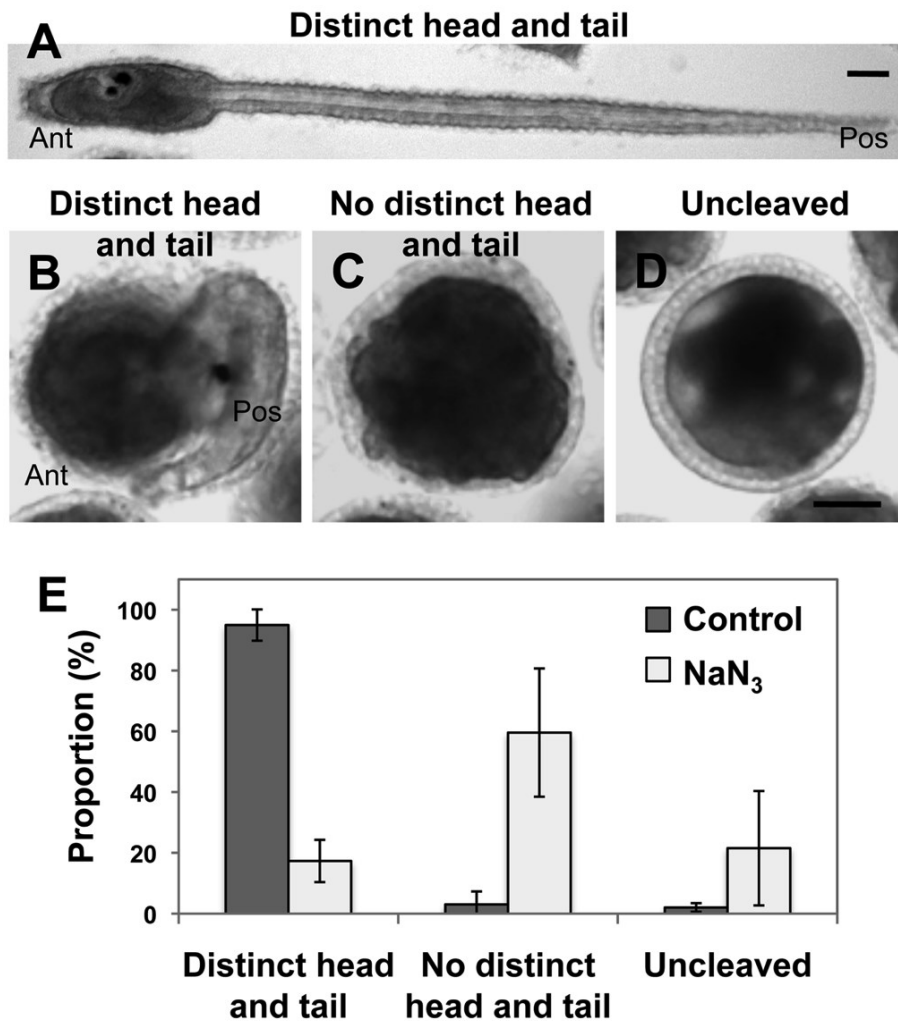 Distinct head and tail
A
Ant
Pos
Distinct head
and tail
No distinct head
and tail
Uncleaved
B
C
D
Pos
Ant
E
Proportion (%)
100
80
60
40
20
0
Control
NaN₃
Distinct head
and tail
No distinct
head and tail
Uncleaved